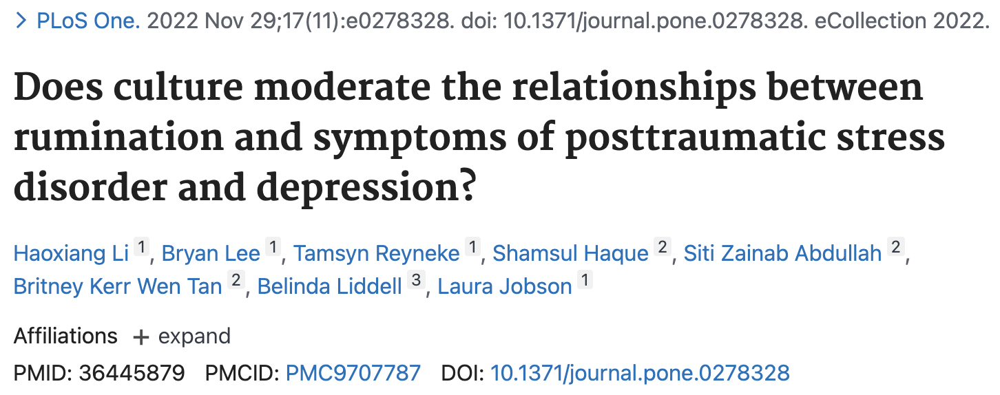 > PLoS One. 2022 Nov 29;17(11):e0278328. doi: 10.1371/journal.pone.0278328. eCollection 2022.
Does culture moderate the relationships between
rumination and symptoms of posttraumatic stress
disorder and depression?
Haoxiang Li 1, Bryan Lee 1, Tamsyn Reyneke 1, Shamsul Haque 2, Siti Zainab Abdullah 2,
Britney Kerr Wen Tan 2, Belinda Liddell 3, Laura Jobson 1
Affiliations + expand
PMID: 36445879 PMCID: PMC9707787 DOI: 10.1371/journal.pone.0278328